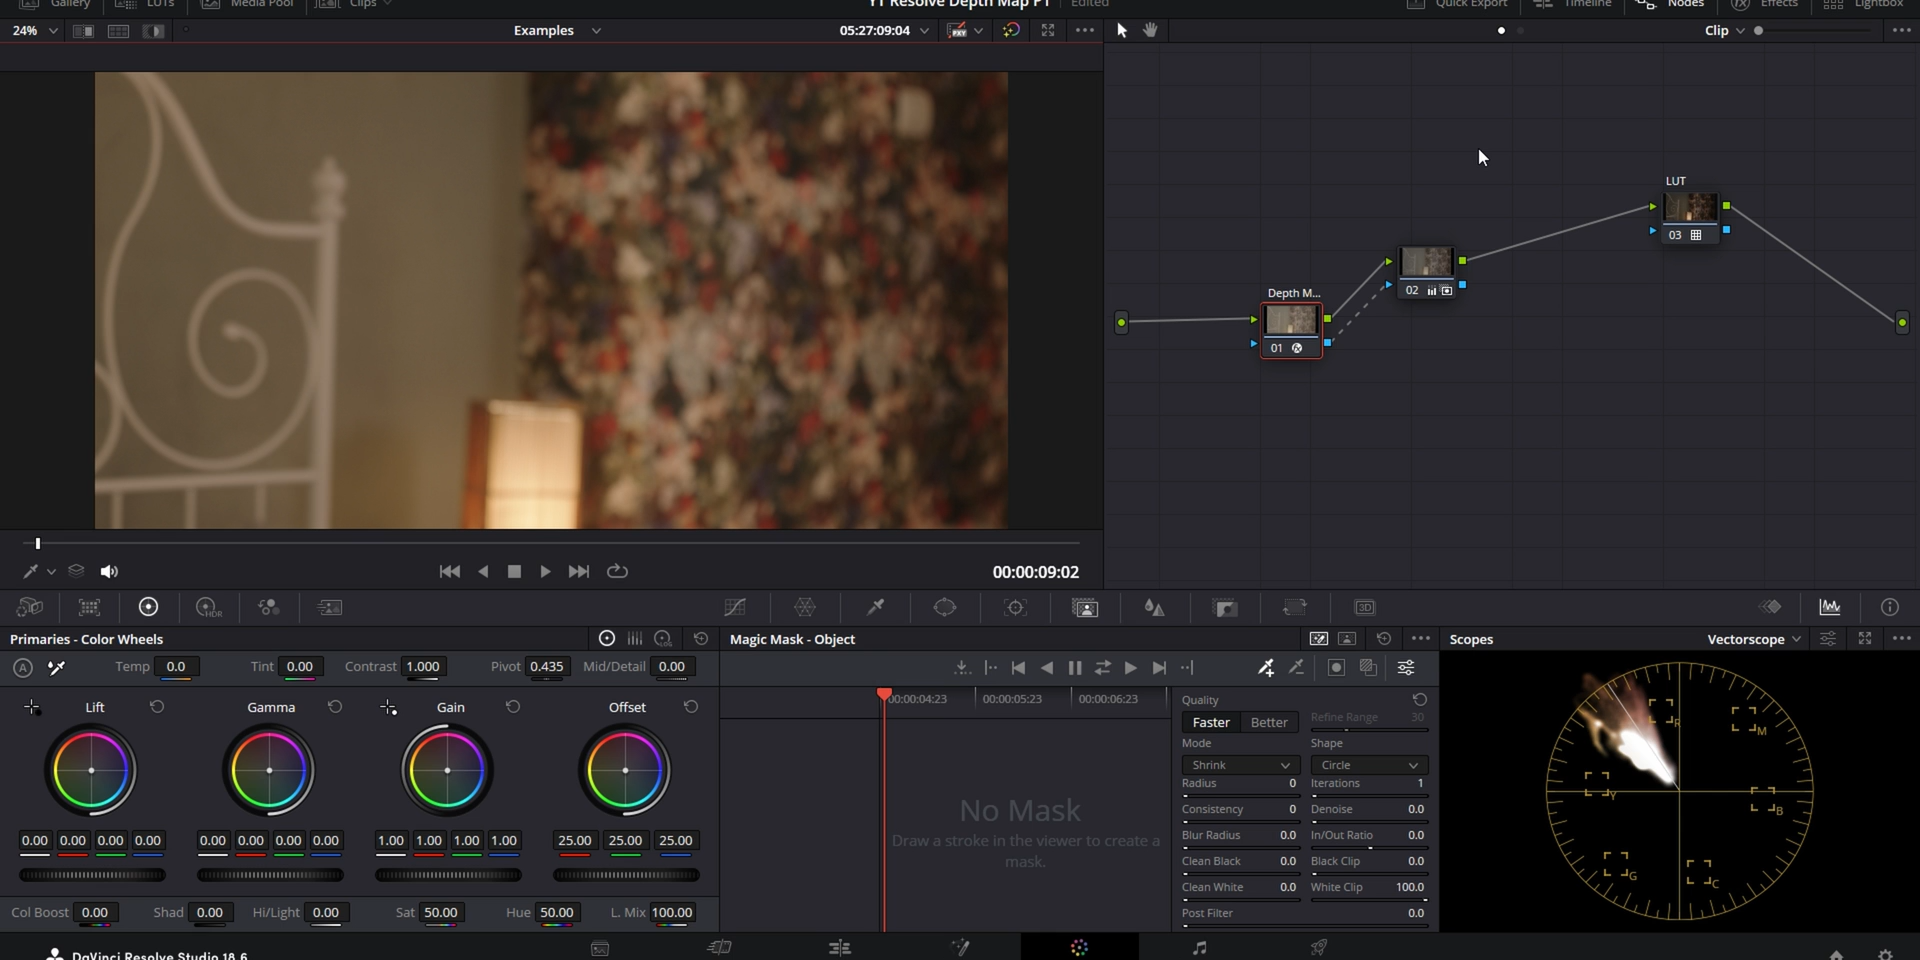 Gallery LUTs Media Pool Clips YT Resolve Depth Map P1 Edited Quick Export Timeline Nodes Effects Lightbox
24% Examples 05:27:09:04 PXY Clip
LUT
03
02
Depth M...
01
00:00:09:02
HDR 3D
Primaries - Color Wheels Magic Mask - Object Scopes Vectorscope
A Temp 0.0 Tint 0.00 Contrast 1.000 Pivot 0.435 Mid/Detail 0.00
00:00:04:23 00:00:05:23 00:00:06:23
Lift Gamma Gain Offset
0.00 0.00 0.00 0.00 0.00 0.00 0.00 0.00 1.00 1.00 1.00 1.00 25.00 25.00 25.00
Col Boost 0.00 Shad 0.00 Hi/Light 0.00 Sat 50.00 Hue 50.00 L. Mix 100.00
No Mask
Draw a stroke in the viewer to create a
mask.
Quality
Faster Better Refine Range 30
Mode Shape
Shrink Circle
Radius 0 Iterations 1
Consistency 0 Denoise 0.0
Blur Radius 0.0 In/Out Ratio 0.0
Clean Black 0.0 Black Clip 0.0
Clean White 0.0 White Clip 100.0
Post Filter 0.0
R M
Y B
G C
DaVinci Resolve Studio 18.6